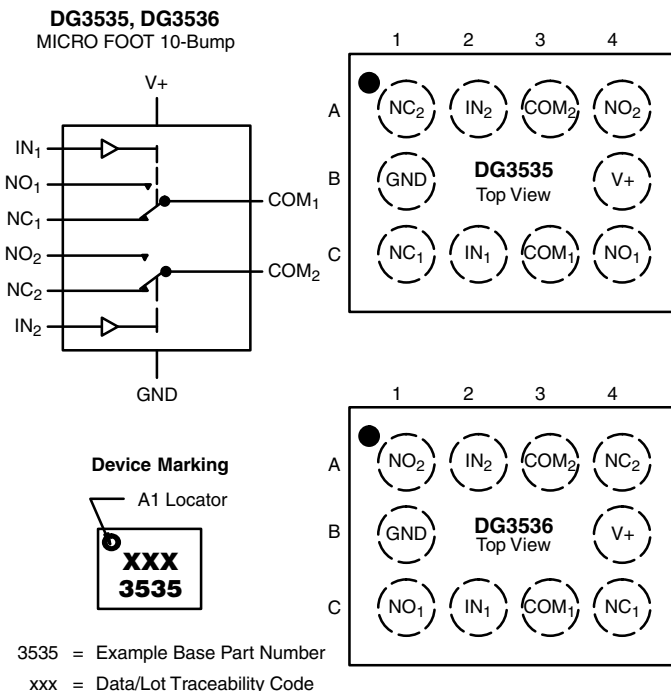 DG3535, DG3536
MICRO FOOT 10-Bump
V+
IN1
NO1
NC1
NO2
NC2
IN2
COM1
COM2
GND
1 2 3 4
A NC2 IN2 COM2 NO2
B GND DG3535 V+
Top View
C NC1 IN1 COM1 NO1
Device Marking
A1 Locator
XXX
3535
3535 = Example Base Part Number
xxx = Data/Lot Traceability Code
1 2 3 4
A NO2 IN2 COM2 NC2
B GND DG3536 V+
Top View
C NO1 IN1 COM1 NC1